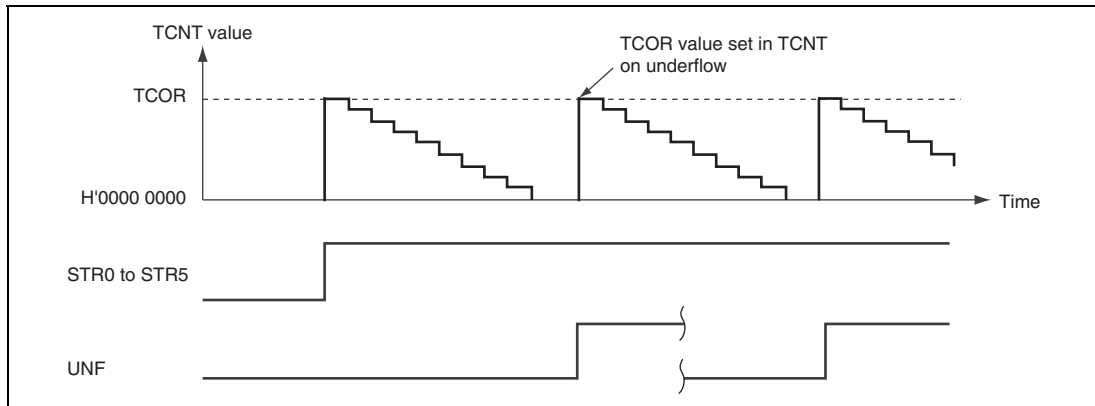 TCNT value
TCOR value set in TCNT
on underflow
TCOR
H'0000 0000
Time
STR0 to STR5
UNF